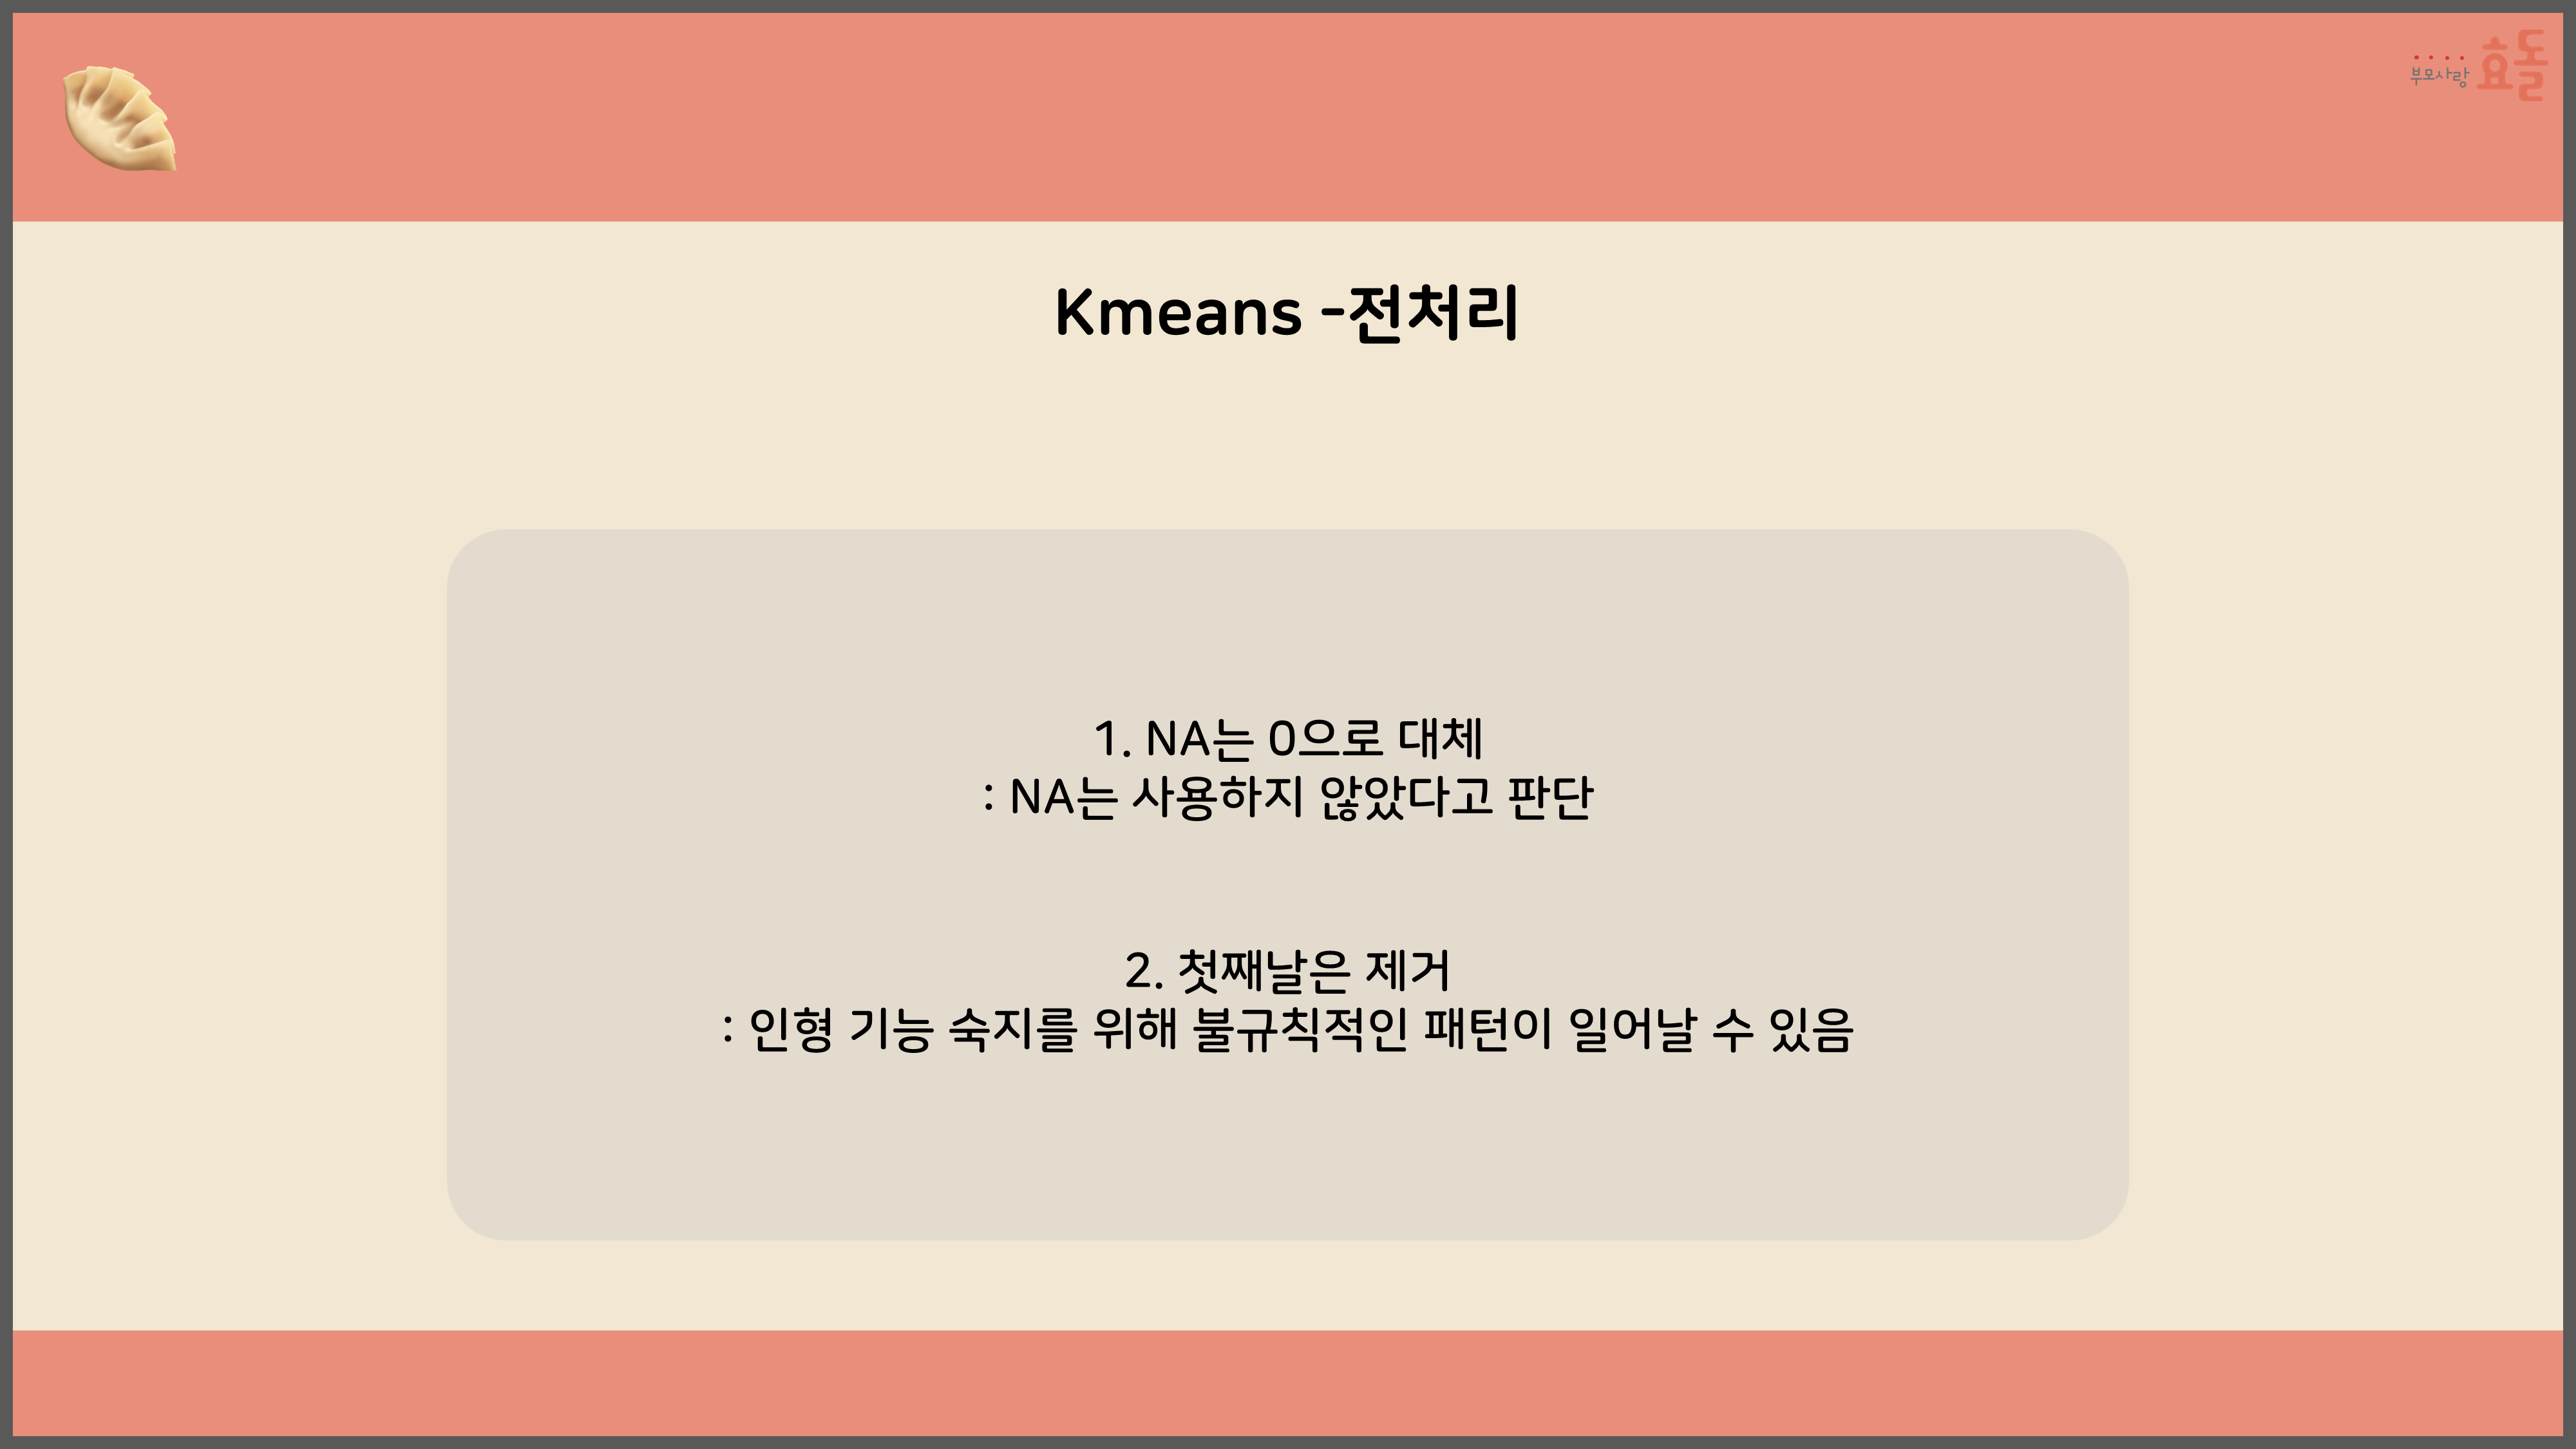 부모사랑 효돌
Kmeans -전처리
1. NA는 0으로 대체
: NA는 사용하지 않았다고 판단
2. 첫째날은 제거
: 인형 기능 숙지를 위해 불규칙적인 패턴이 일어날 수 있음